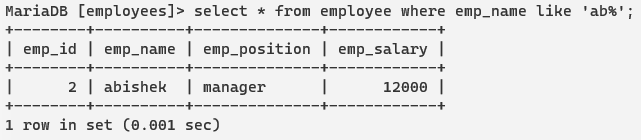 MariaDB [employees]> select * from employee where emp_name like 'ab%';
+--------+----------+--------------+------------+
| emp_id | emp_name | emp_position | emp_salary |
+--------+----------+--------------+------------+
|      2 | abishek  | manager      |      12000 |
+--------+----------+--------------+------------+
1 row in set (0.001 sec)